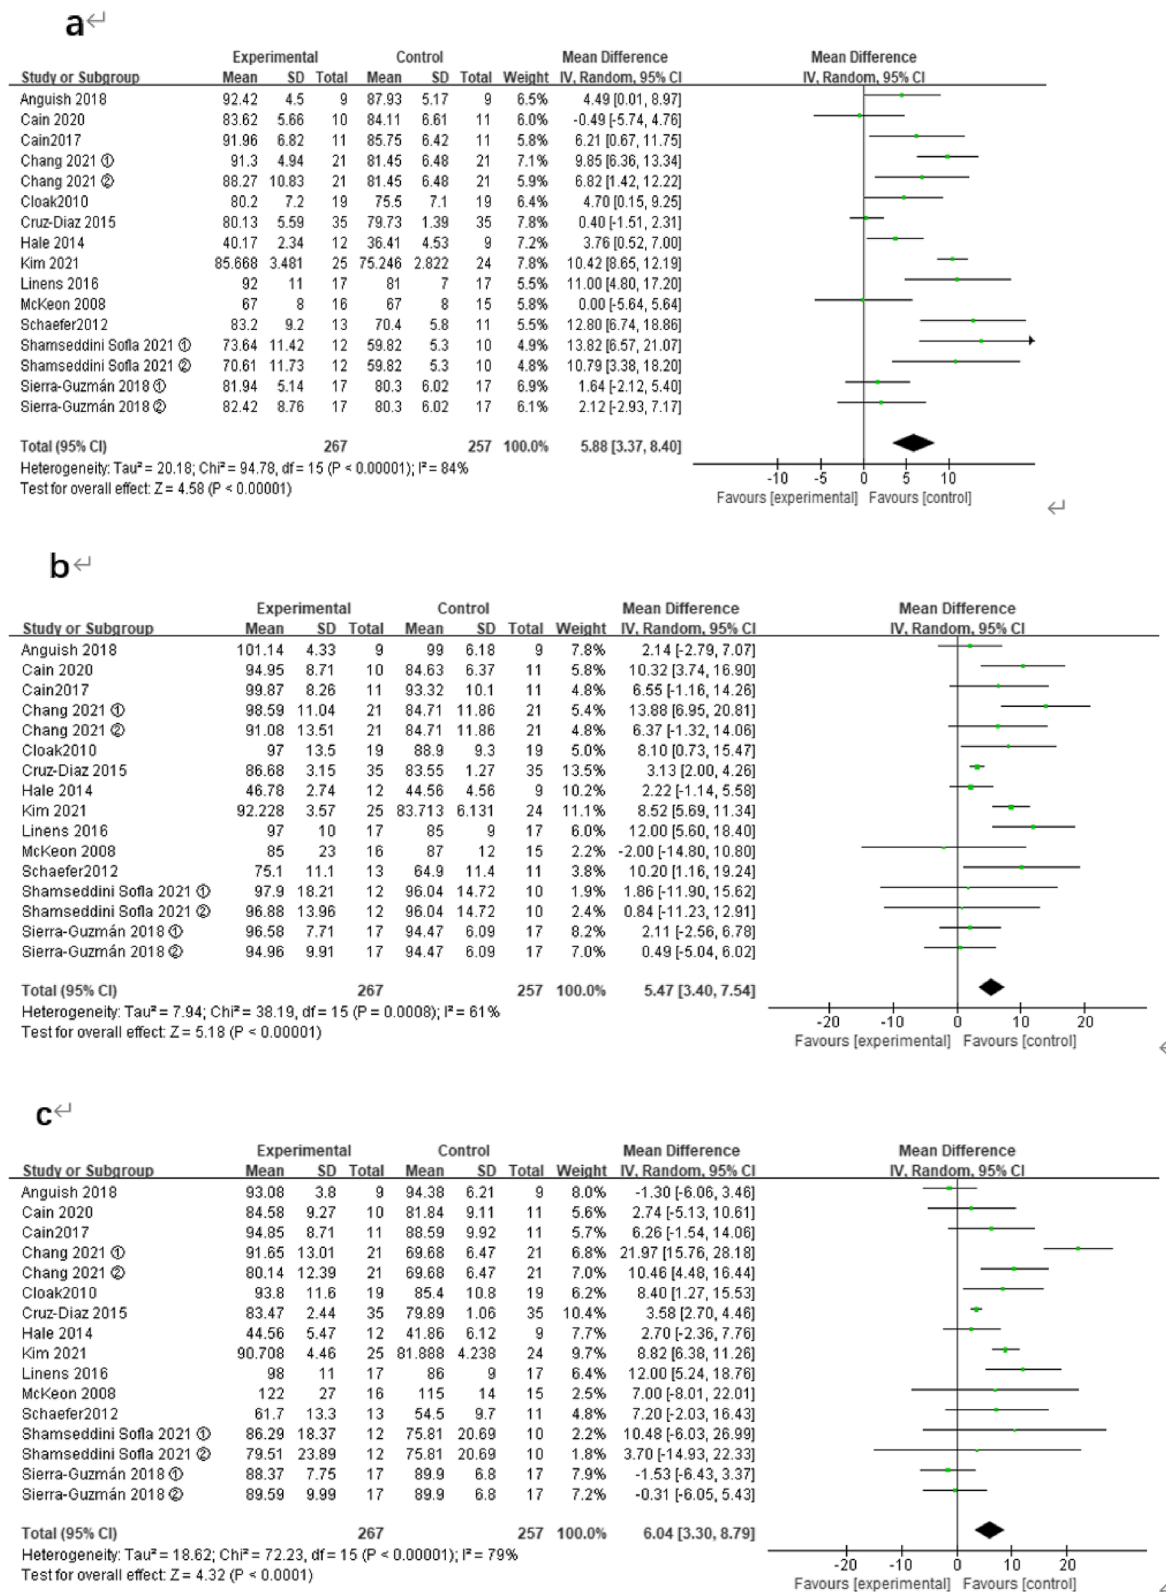 a
Experimental Control Mean Difference Mean Difference
Study or Subgroup Mean SD Total Mean SD Total Weight IV, Random, 95% CI IV, Random, 95% CI
Anguish 2018 92.42 4.5 9 87.93 5.17 9 6.5% 4.49 [0.01, 8.97]
Cain 2020 83.62 5.66 10 84.11 6.61 11 6.0% -0.49 [-5.74, 4.76]
Cain2017 91.96 6.82 11 85.75 6.42 11 5.8% 6.21 [0.67, 11.75]
Chang 2021 ① 91.3 4.94 21 81.45 6.48 21 7.1% 9.85 [6.36, 13.34]
Chang 2021 ② 88.27 10.83 21 81.45 6.48 21 5.9% 6.82 [1.42, 12.22]
Cloak2010 80.2 7.2 19 75.5 7.1 19 6.4% 4.70 [0.15, 9.25]
Cruz-Diaz 2015 80.13 5.59 35 79.73 1.39 35 7.8% 0.40 [-1.51, 2.31]
Hale 2014 40.17 2.34 12 36.41 4.53 9 7.2% 3.76 [0.52, 7.00]
Kim 2021 85.668 3.481 25 75.246 2.822 24 7.8% 10.42 [8.65, 12.19]
Linens 2016 92 11 17 81 7 17 5.5% 11.00 [4.80, 17.20]
McKeon 2008 67 8 16 67 8 15 5.8% 0.00 [-5.64, 5.64]
Schaefer2012 83.2 9.2 13 70.4 5.8 11 5.5% 12.80 [6.74, 18.86]
Shamseddini Sofla 2021 ① 73.64 11.42 12 59.82 5.3 10 4.9% 13.82 [6.57, 21.07]
Shamseddini Sofla 2021 ② 70.61 11.73 12 59.82 5.3 10 4.8% 10.79 [3.38, 18.20]
Sierra-Guzmán 2018 ① 81.94 5.14 17 80.3 6.02 17 6.9% 1.64 [-2.12, 5.40]
Sierra-Guzmán 2018 ② 82.42 8.76 17 80.3 6.02 17 6.1% 2.12 [-2.93, 7.17]
Total (95% CI) 267 257 100.0% 5.88 [3.37, 8.40]
Heterogeneity: Tau² = 20.18; Chi² = 94.78, df = 15 (P < 0.00001); I² = 84%
Test for overall effect: Z = 4.58 (P < 0.00001)
-10 -5 0 5 10
Favours [experimental] Favours [control]
b
Experimental Control Mean Difference Mean Difference
Study or Subgroup Mean SD Total Mean SD Total Weight IV, Random, 95% CI IV, Random, 95% CI
Anguish 2018 101.14 4.33 9 99 6.18 9 7.8% 2.14 [-2.79, 7.07]
Cain 2020 94.95 8.71 10 84.63 6.37 11 5.8% 10.32 [3.74, 16.90]
Cain2017 99.87 8.26 11 93.32 10.1 11 4.8% 6.55 [-1.16, 14.26]
Chang 2021 ① 98.59 11.04 21 84.71 11.86 21 5.4% 13.88 [6.95, 20.81]
Chang 2021 ② 91.08 13.51 21 84.71 11.86 21 4.8% 6.37 [-1.32, 14.06]
Cloak2010 97 13.5 19 88.9 9.3 19 5.0% 8.10 [0.73, 15.47]
Cruz-Diaz 2015 86.68 3.15 35 83.55 1.27 35 13.5% 3.13 [2.00, 4.26]
Hale 2014 46.78 2.74 12 44.56 4.56 9 10.2% 2.22 [-1.14, 5.58]
Kim 2021 92.228 3.57 25 83.713 6.131 24 11.1% 8.52 [5.69, 11.34]
Linens 2016 97 10 17 85 9 17 6.0% 12.00 [5.60, 18.40]
McKeon 2008 85 23 16 87 12 15 2.2% -2.00 [-14.80, 10.80]
Schaefer2012 75.1 11.1 13 64.9 11.4 11 3.8% 10.20 [1.16, 19.24]
Shamseddini Sofla 2021 ① 97.9 18.21 12 96.04 14.72 10 1.9% 1.86 [-11.90, 15.62]
Shamseddini Sofla 2021 ② 96.88 13.96 12 96.04 14.72 10 2.4% 0.84 [-11.23, 12.91]
Sierra-Guzmán 2018 ① 96.58 7.71 17 94.47 6.09 17 8.2% 2.11 [-2.56, 6.78]
Sierra-Guzmán 2018 ② 94.96 9.91 17 94.47 6.09 17 7.0% 0.49 [-5.04, 6.02]
Total (95% CI) 267 257 100.0% 5.47 [3.40, 7.54]
Heterogeneity: Tau² = 7.94; Chi² = 38.19, df = 15 (P = 0.0008); I² = 61%
Test for overall effect: Z = 5.18 (P < 0.00001)
-20 -10 0 10 20
Favours [experimental] Favours [control]
c
Experimental Control Mean Difference Mean Difference
Study or Subgroup Mean SD Total Mean SD Total Weight IV, Random, 95% CI IV, Random, 95% CI
Anguish 2018 93.08 3.8 9 94.38 6.21 9 8.0% -1.30 [-6.06, 3.46]
Cain 2020 84.58 9.27 10 81.84 9.11 11 5.6% 2.74 [-5.13, 10.61]
Cain2017 94.85 8.71 11 88.59 9.92 11 5.7% 6.26 [-1.54, 14.06]
Chang 2021 ① 91.65 13.01 21 69.68 6.47 21 6.8% 21.97 [15.76, 28.18]
Chang 2021 ② 80.14 12.39 21 69.68 6.47 21 7.0% 10.46 [4.48, 16.44]
Cloak2010 93.8 11.6 19 85.4 10.8 19 6.2% 8.40 [1.27, 15.53]
Cruz-Diaz 2015 83.47 2.44 35 79.89 1.06 35 10.4% 3.58 [2.70, 4.46]
Hale 2014 44.56 5.47 12 41.86 6.12 9 7.7% 2.70 [-2.36, 7.76]
Kim 2021 90.708 4.46 25 81.888 4.238 24 9.7% 8.82 [6.38, 11.26]
Linens 2016 98 11 17 86 9 17 6.4% 12.00 [5.24, 18.76]
McKeon 2008 122 27 16 115 14 15 2.5% 7.00 [-8.01, 22.01]
Schaefer2012 61.7 13.3 13 54.5 9.7 11 4.8% 7.20 [-2.03, 16.43]
Shamseddini Sofla 2021 ① 86.29 18.37 12 75.81 20.69 10 2.2% 10.48 [-6.03, 26.99]
Shamseddini Sofla 2021 ② 79.51 23.89 12 75.81 20.69 10 1.8% 3.70 [-14.93, 22.33]
Sierra-Guzmán 2018 ① 88.37 7.75 17 89.9 6.8 17 7.9% -1.53 [-6.43, 3.37]
Sierra-Guzmán 2018 ② 89.59 9.99 17 89.9 6.8 17 7.2% -0.31 [-6.05, 5.43]
Total (95% CI) 267 257 100.0% 6.04 [3.30, 8.79]
Heterogeneity: Tau² = 18.62; Chi² = 72.23, df = 15 (P < 0.00001); I² = 79%
Test for overall effect: Z = 4.32 (P < 0.0001)
-20 -10 0 10 20
Favours [experimental] Favours [control]